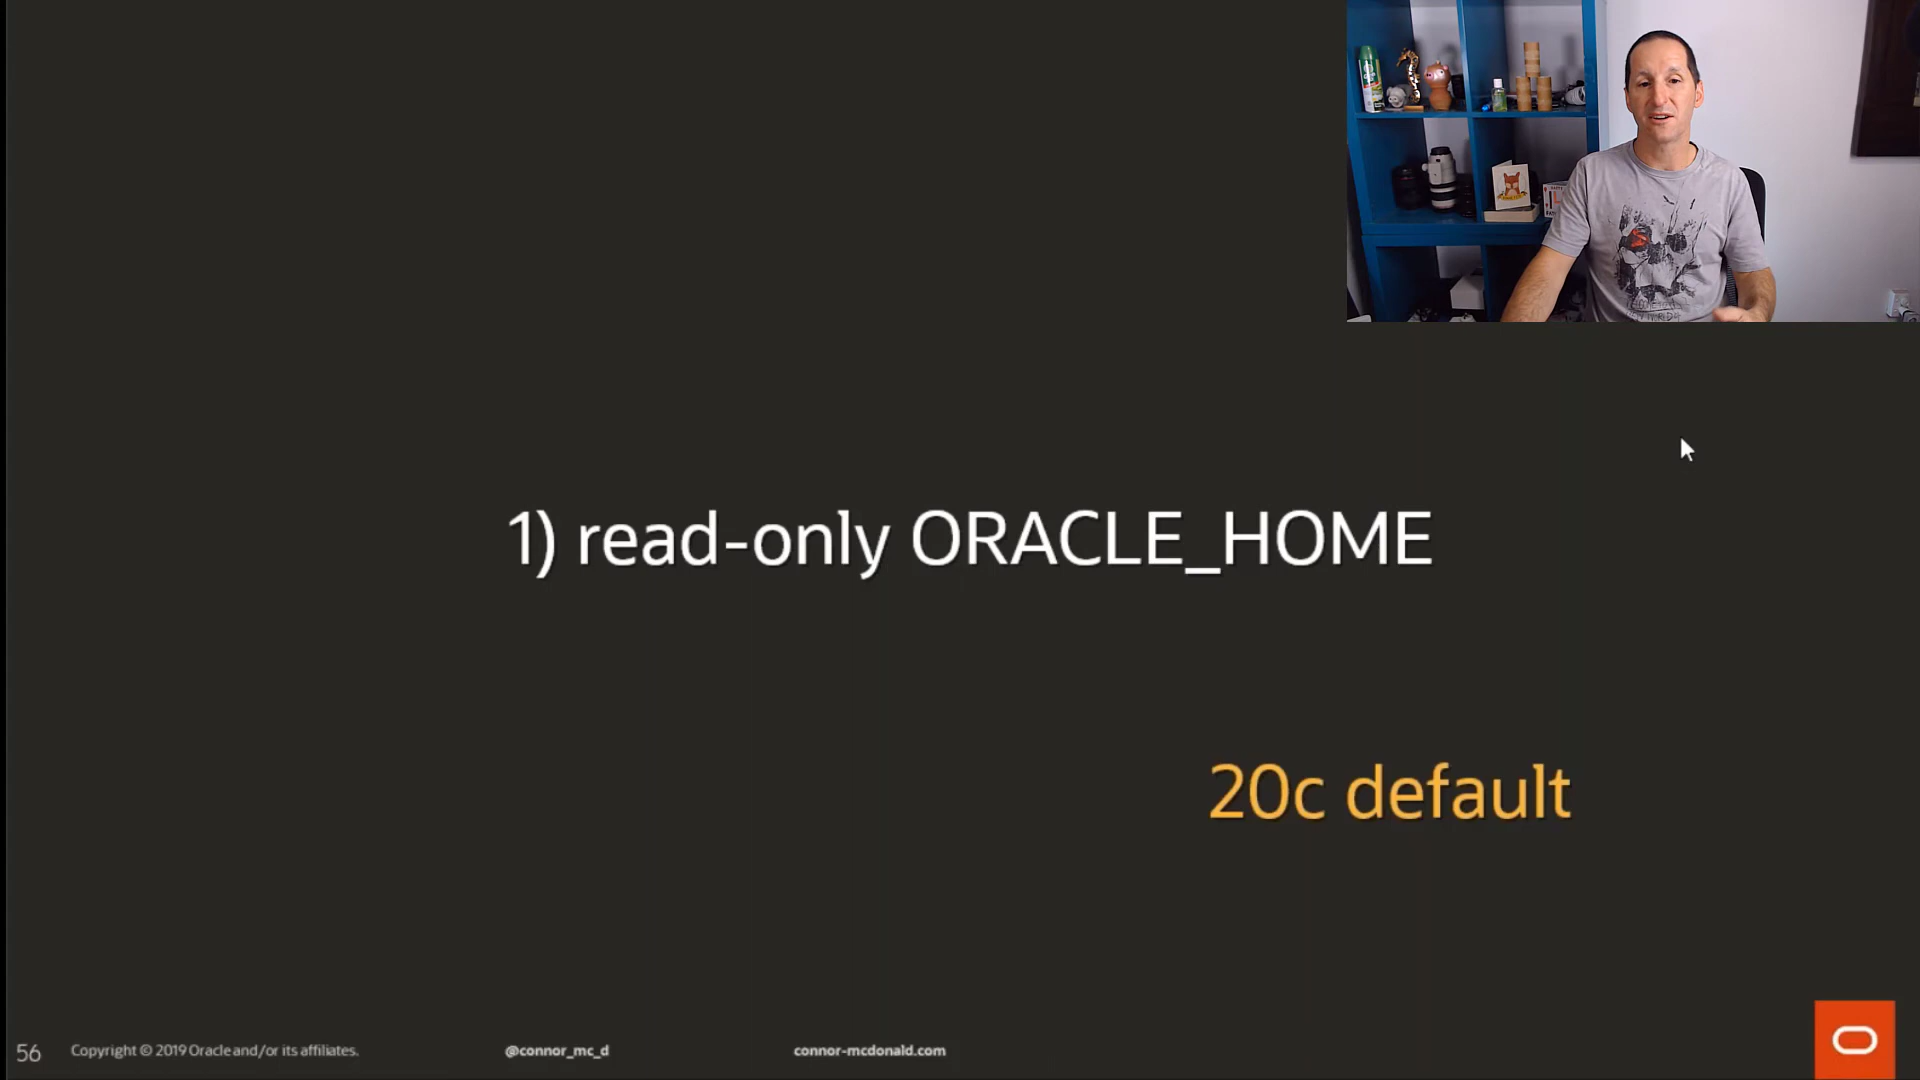 1) read-only ORACLE_HOME
20c default
56
Copyright © 2019 Oracle and/or its affiliates.
@connor_mc_d
connor-mcdonald.com